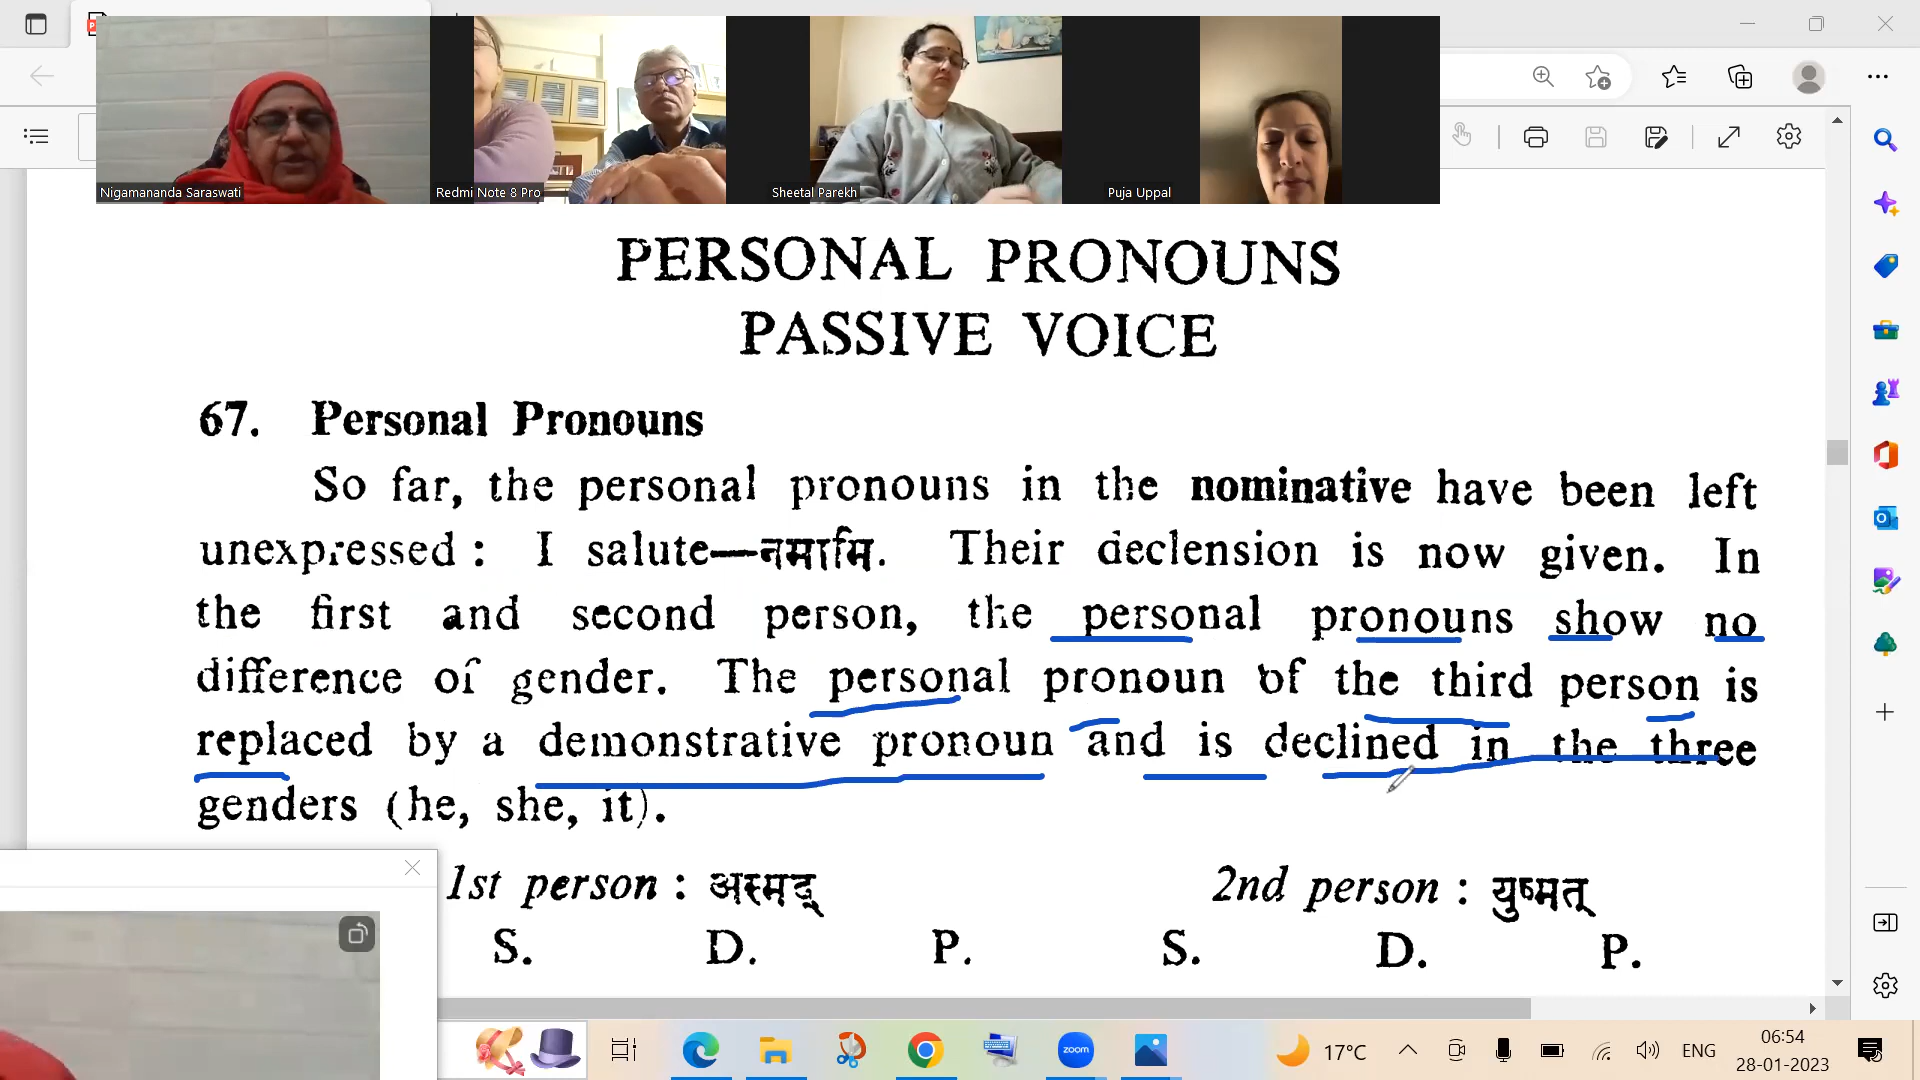 Nigamananda Saraswati
Redmi Note 8 Pro
Sheetal Parekh
Puja Uppal
PERSONAL PRONOUNS
PASSIVE VOICE
67. Personal Pronouns
So far, the personal pronouns in the nominative have been left
unexpressed : I salute—नमामि. Their declension is now given. In
the first and second person, the personal pronouns show no
difference of gender. The personal pronoun of the third person is
replaced by a demonstrative pronoun and is declined in the three
genders (he, she, it).
1st person : अस्मद् 2nd person : युष्मत्
S. D. P. S. D. P.
zoom
17°C
ENG
06:54
28-01-2023